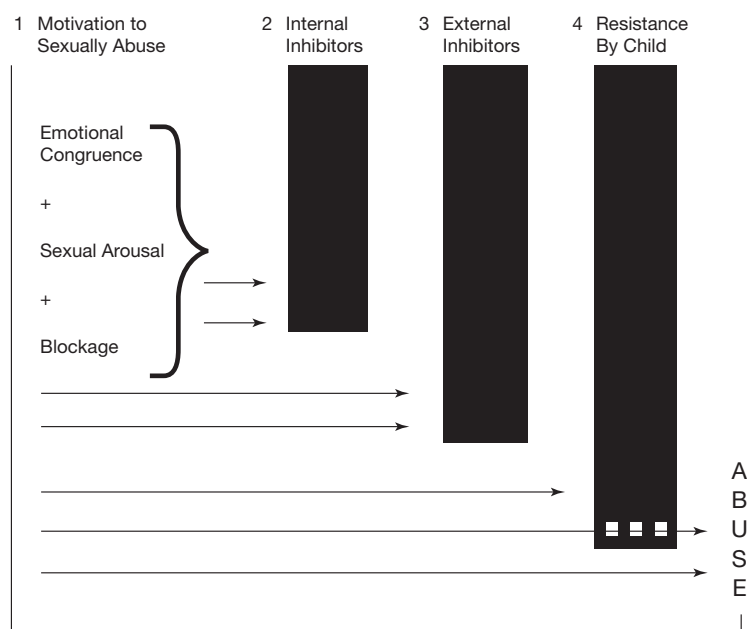 1 Motivation to
Sexually Abuse
2 Internal
Inhibitors
3 External
Inhibitors
4 Resistance
By Child
Emotional
Congruence
+
Sexual Arousal
+
Blockage
A
B
U
S
E